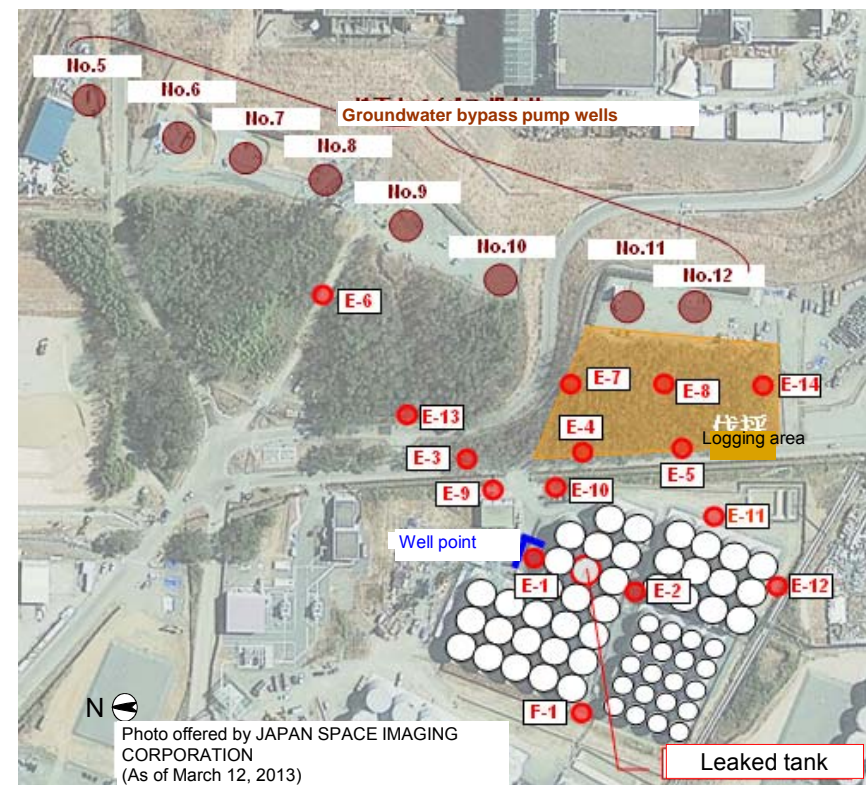 No.5
No.6
No.7
Groundwater bypass pump wells
No.8
No.9
No.10
No.11
No.12
E-6
E-7
E-8
E-14
E-13
E-4
Logging area
E-3
E-5
E-9
E-10
E-11
Well point
E-1
E-2
E-12
F-1
N
Photo offered by JAPAN SPACE IMAGING
CORPORATION
(As of March 12, 2013)
Leaked tank